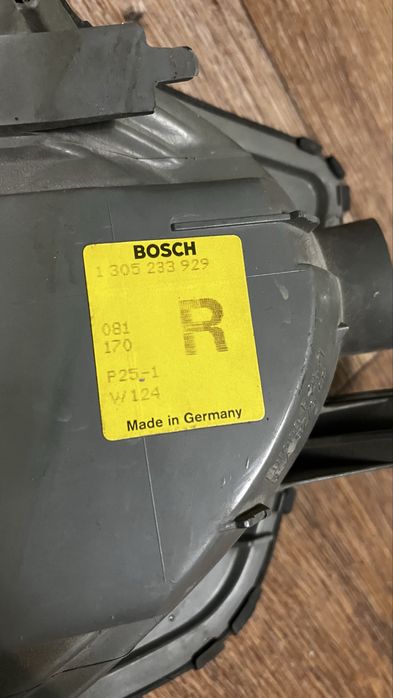 BOSCH
1 305 233 929
R
081
170
P25-1
W124
Made in Germany